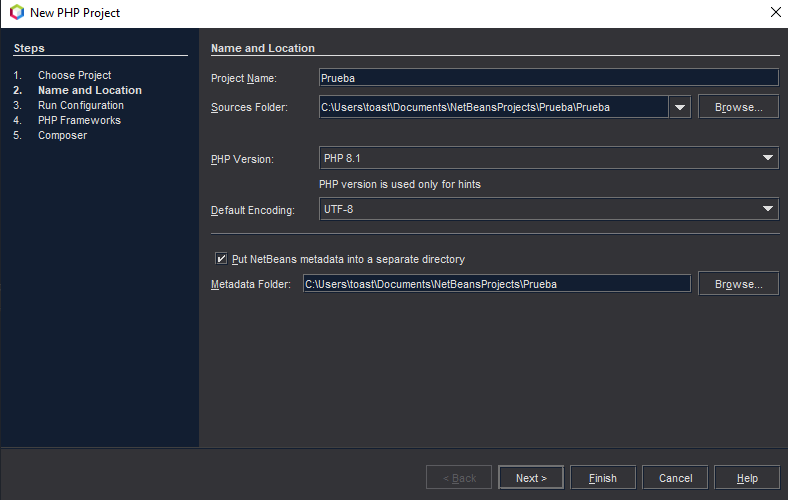 New PHP Project
Steps
1. Choose Project
2. Name and Location
3. Run Configuration
4. PHP Frameworks
5. Composer
Name and Location
Project Name: Prueba
Sources Folder: C:\Users\toast\Documents\NetBeansProjects\Prueba\Prueba Browse...
PHP Version: PHP 8.1
PHP version is used only for hints
Default Encoding: UTF-8
Put NetBeans metadata into a separate directory
Metadata Folder: C:\Users\toast\Documents\NetBeansProjects\Prueba Browse...
< Back Next > Finish Cancel Help